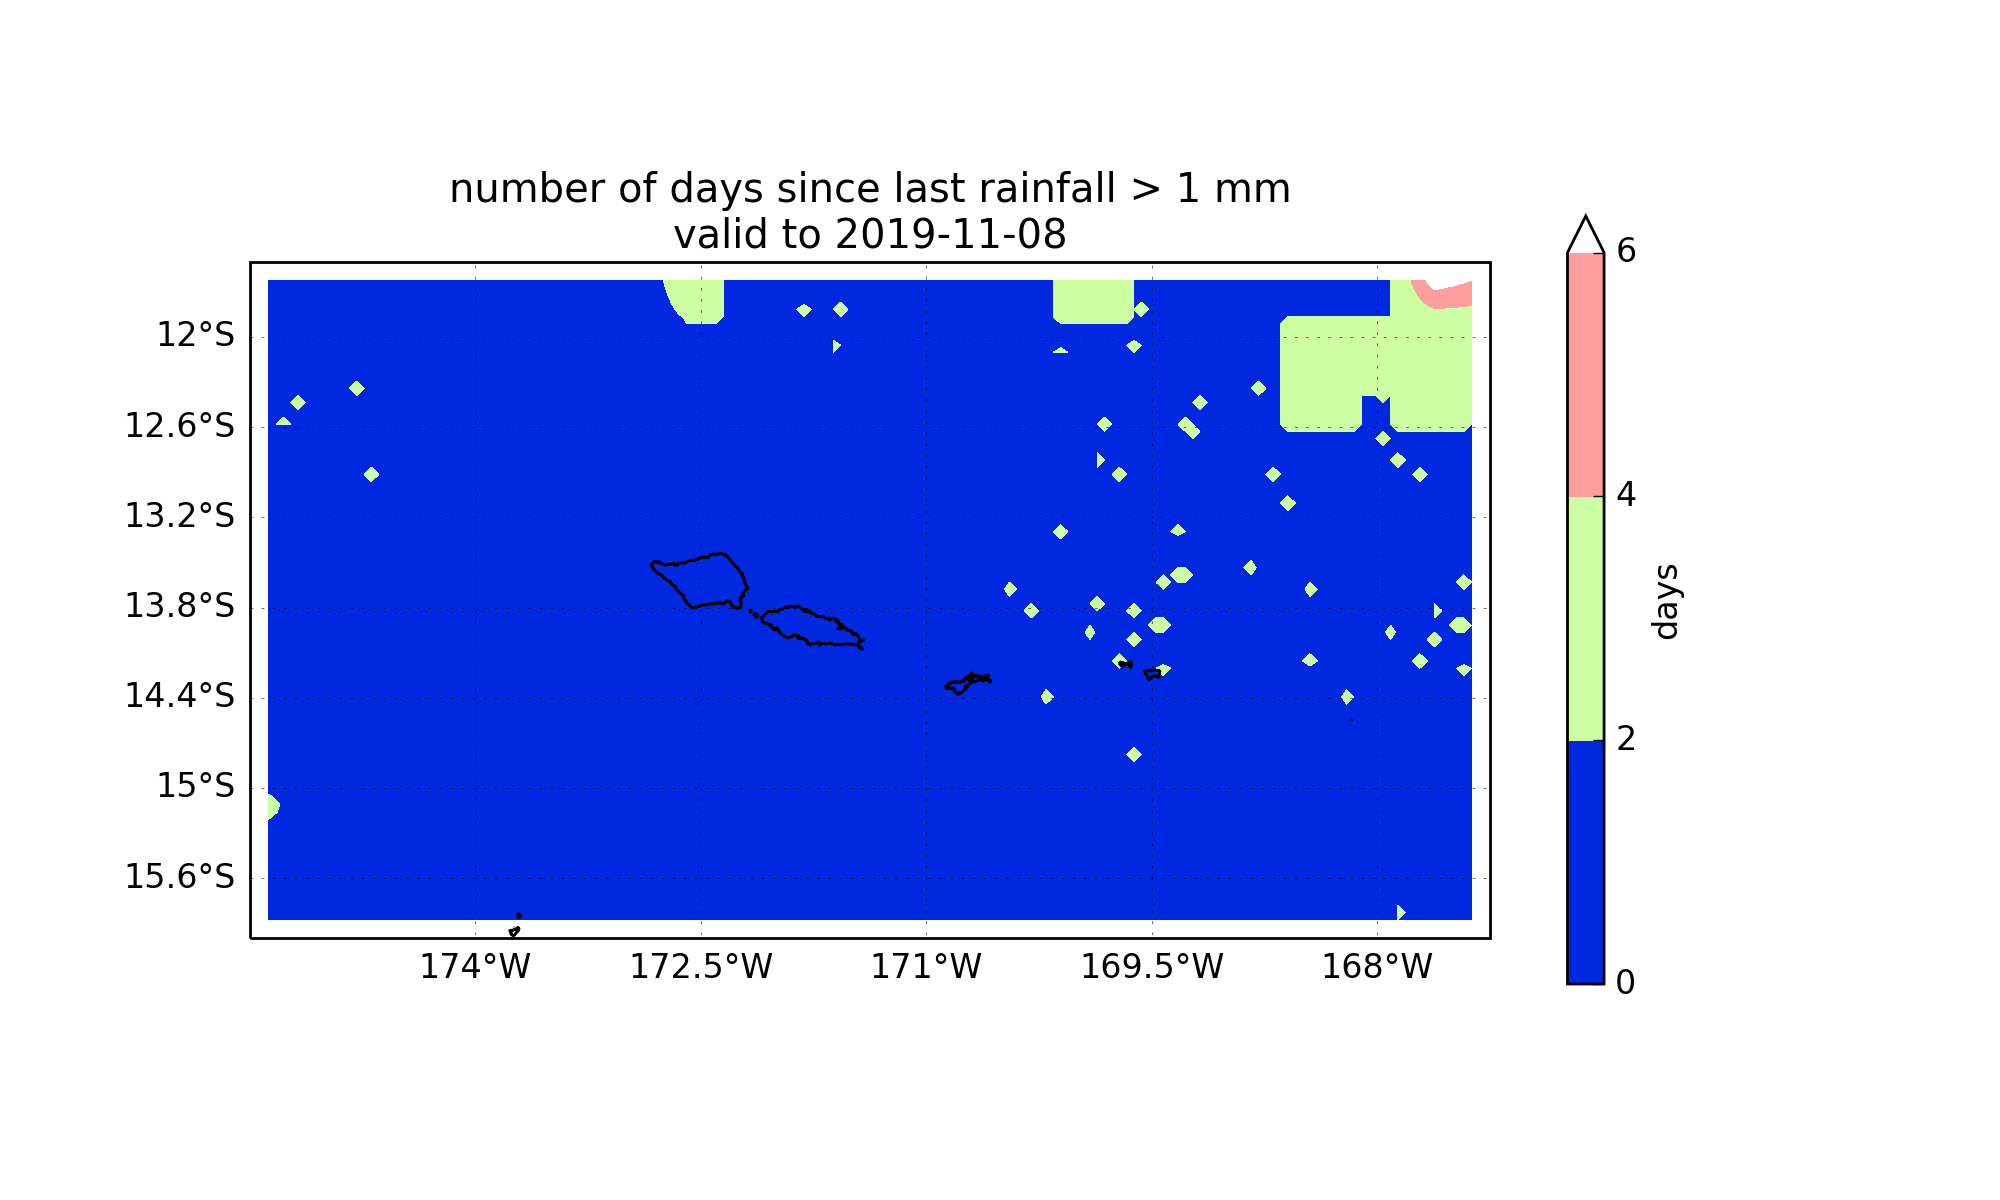 number of days since last rainfall > 1 mm
valid to 2019-11-08
12°S
12.6°S
13.2°S
13.8°S
14.4°S
15°S
15.6°S
174°W
172.5°W
171°W
169.5°W
168°W
6
4
2
0
days